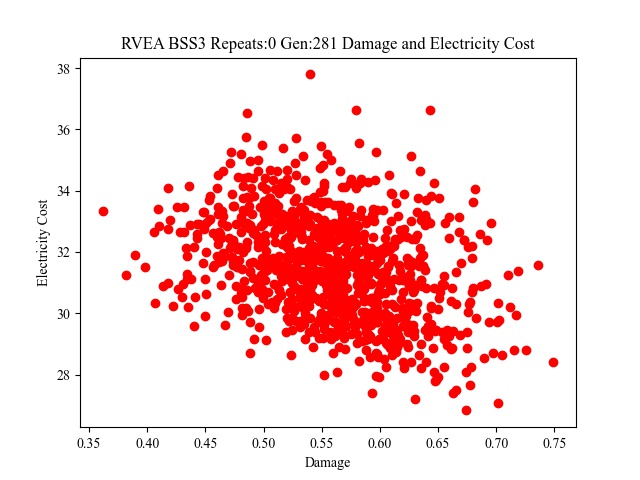 RVEA BSS3 Repeats:0 Gen:281 Damage and Electricity Cost
38
36
34
32
30
28
Electricity Cost
0.35 0.40 0.45 0.50 0.55 0.60 0.65 0.70 0.75
Damage